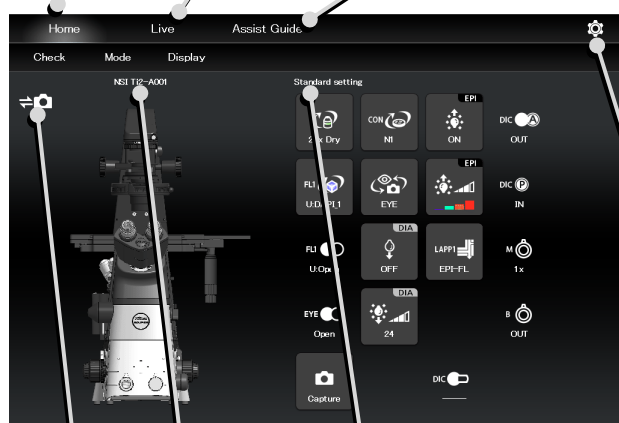 Home Live Assist Guide
Check Mode Display
NSI Ti2-A001
Standard setting
EPI
Dry
CON
N1
ON
DIC A
OUT
EPI
FL1
U:DAPI_1
EYE
DIC P
IN
DIA
FL1
U:Open
OFF
LAPP1
EPI-FL
M
1x
DIA
EYE
Open
24
B
OUT
Capture
DIC